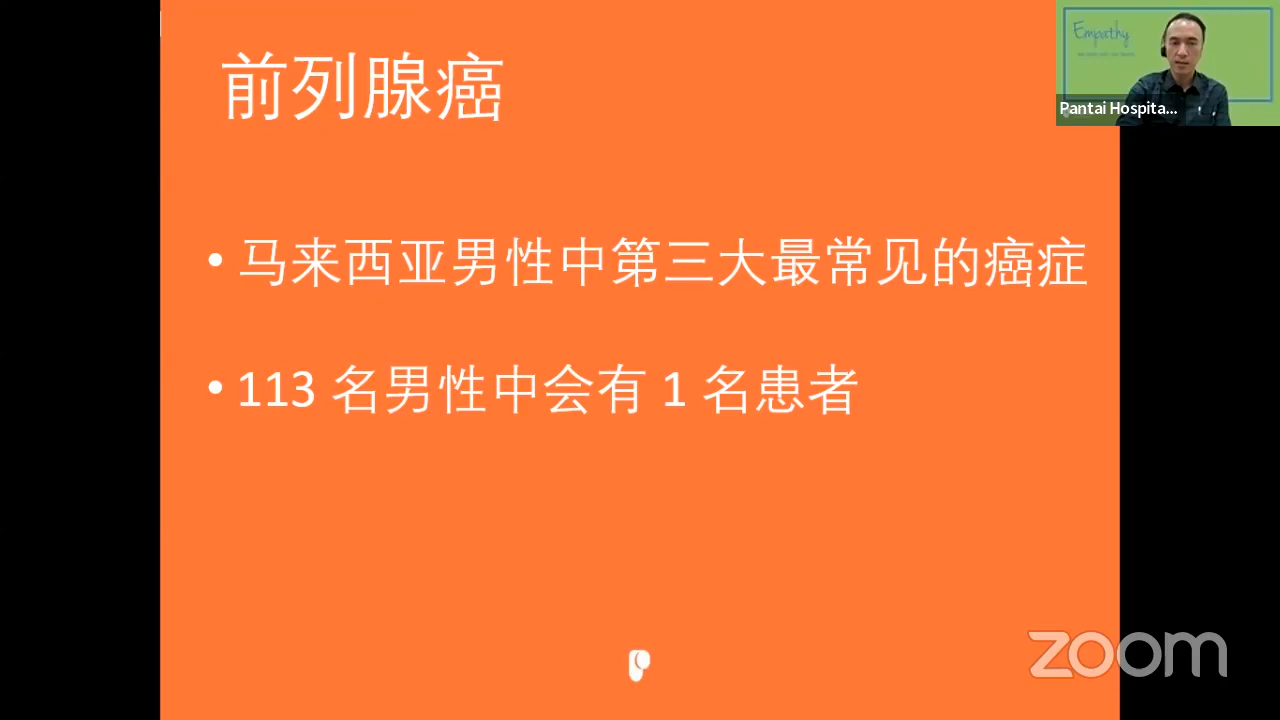 前列腺癌
Empathy
Pantai Hospita...
• 马来西亚男性中第三大最常见的癌症
• 113 名男性中会有 1 名患者
zoom